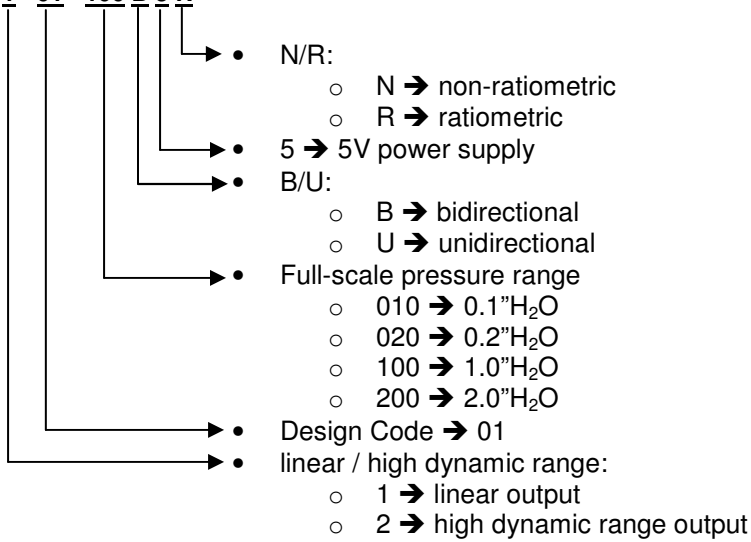 • N/R:
o N ➔ non-ratiometric
o R ➔ ratiometric
• 5 ➔ 5V power supply
• B/U:
o B ➔ bidirectional
o U ➔ unidirectional
• Full-scale pressure range
o 010 ➔ 0.1”H₂O
o 020 ➔ 0.2”H₂O
o 100 ➔ 1.0”H₂O
o 200 ➔ 2.0”H₂O
• Design Code ➔ 01
• linear / high dynamic range:
o 1 ➔ linear output
o 2 ➔ high dynamic range output